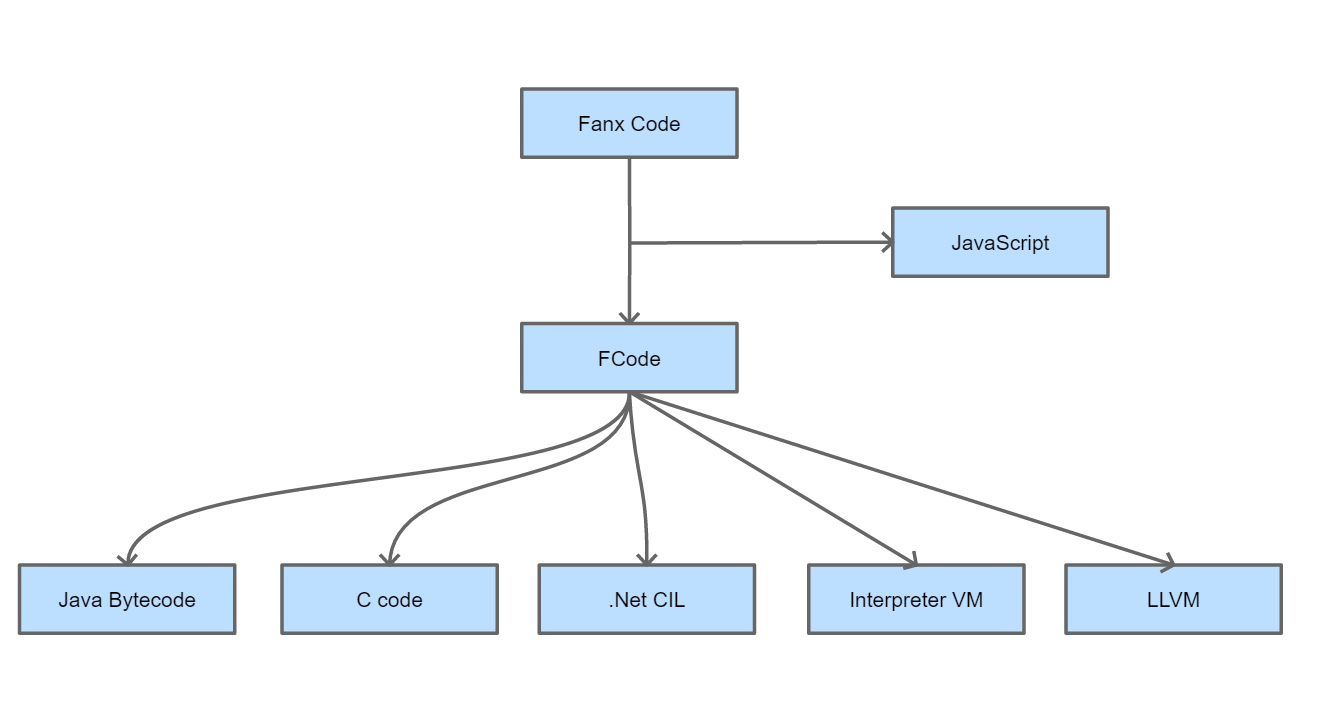 Fanx Code
JavaScript
FCode
Java Bytecode
C code
.Net CIL
Interpreter VM
LLVM